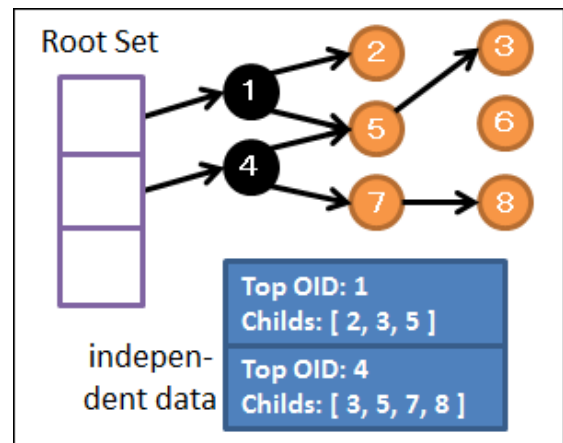 Root Set
1
2
3
4
5
6
7
8
Top OID: 1
Childs: [ 2, 3, 5 ]
indepen-
dent data
Top OID: 4
Childs: [ 3, 5, 7, 8 ]